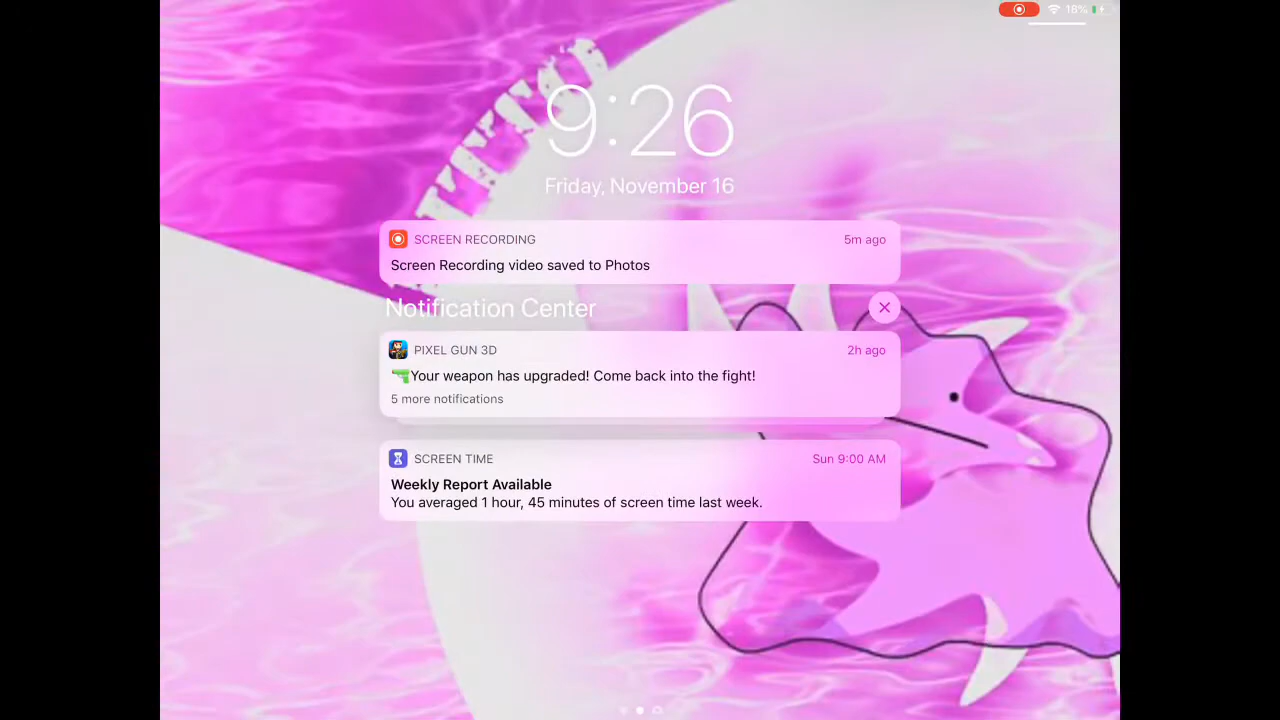 18%
9:26
Friday, November 16
SCREEN RECORDING 5m ago
Screen Recording video saved to Photos
Notification Center
PIXEL GUN 3D 2h ago
Your weapon has upgraded! Come back into the fight!
5 more notifications
SCREEN TIME Sun 9:00 AM
Weekly Report Available
You averaged 1 hour, 45 minutes of screen time last week.